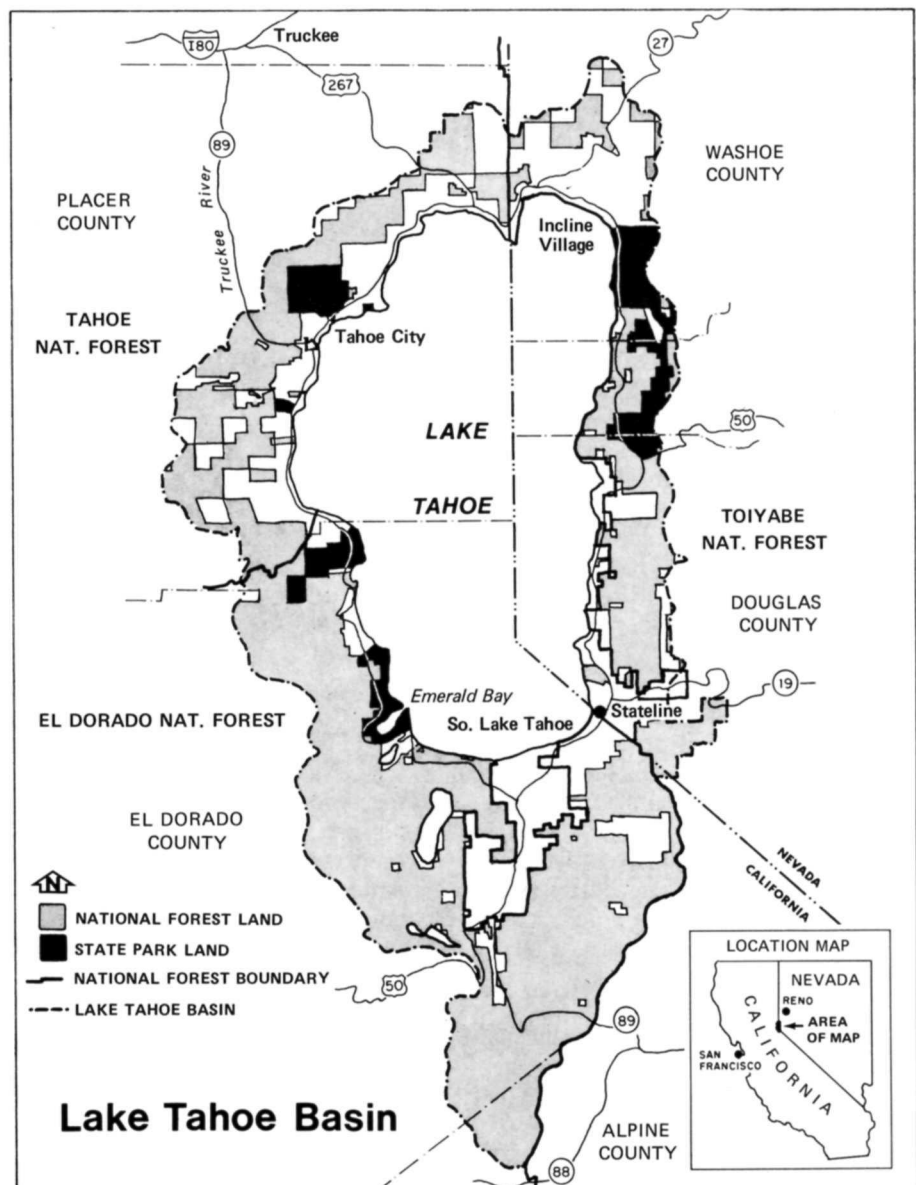 Truckee
I80
27
267
89
WASHOE
COUNTY
PLACER
COUNTY
Truckee River
Incline
Village
TAHOE
NAT. FOREST
Tahoe City
50
LAKE
TAHOE
TOIYABE
NAT. FOREST
DOUGLAS
COUNTY
19
Emerald Bay
EL DORADO NAT. FOREST
So. Lake Tahoe
Stateline
EL DORADO
COUNTY
NEVADA
CALIFORNIA
N
NATIONAL FOREST LAND
STATE PARK LAND
NATIONAL FOREST BOUNDARY
LAKE TAHOE BASIN
50
LOCATION MAP
NEVADA
RENO
AREA
OF MAP
CALIFORNIA
SAN
FRANCISCO
89
Lake Tahoe Basin
ALPINE
COUNTY
88